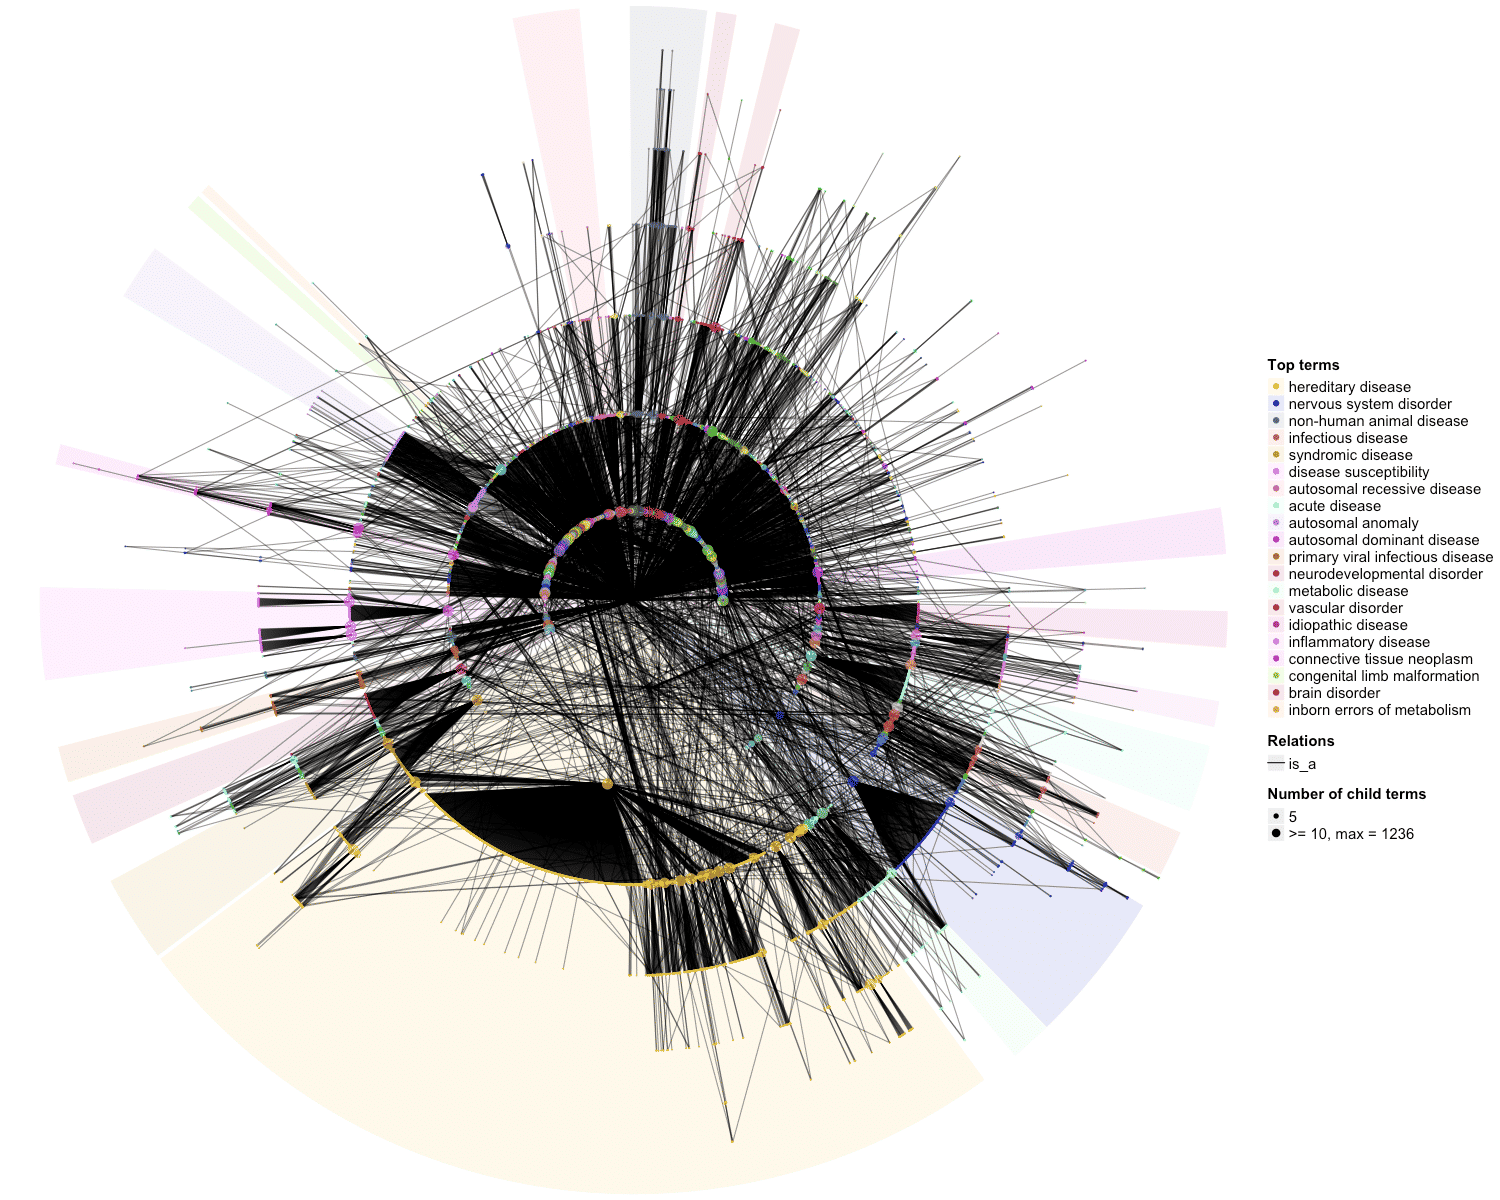 Top terms
hereditary disease
nervous system disorder
non-human animal disease
infectious disease
syndromic disease
disease susceptibility
autosomal recessive disease
acute disease
autosomal anomaly
autosomal dominant disease
primary viral infectious disease
neurodevelopmental disorder
metabolic disease
vascular disorder
idiopathic disease
inflammatory disease
connective tissue neoplasm
congenital limb malformation
brain disorder
inborn errors of metabolism
Relations
is_a
Number of child terms
5
>= 10, max = 1236